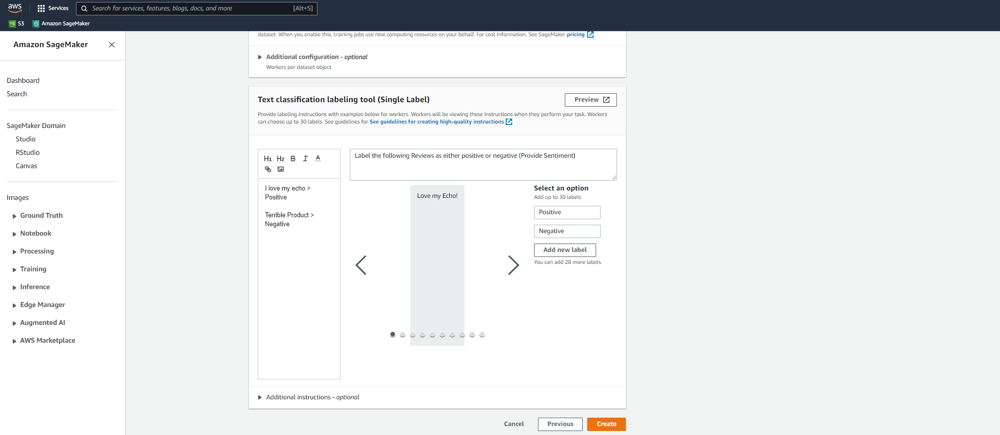 aws
Services
Search for services, features, blogs, docs, and more
[Alt+S]
S3
Amazon SageMaker
Amazon SageMaker
Dashboard
Search
SageMaker Domain
Studio
RStudio
Canvas
Images
Ground Truth
Notebook
Processing
Training
Inference
Edge Manager
Augmented AI
AWS Marketplace
dataset. When you enable this, training jobs use new computing resources on your behalf. For cost information, See SageMaker pricing
Additional configuration - optional
Workers per dataset object
Text classification labeling tool (Single Label)
Preview
Provide labeling instructions with examples below for workers. Workers will be viewing these instructions when they perform your task. Workers
can choose up to 30 labels. See guidelines for See guidelines for creating high-quality instructions
H1 H2 B I A
I love my echo >
Positive
Terrible Product >
Negative
Label the following Reviews as either positive or negative (Provide Sentiment)
Love my Echo!
Select an option
Add up to 30 labels
Positive
Negative
Add new label
You can add 28 more labels.
Additional instructions - optional
Cancel
Previous
Create